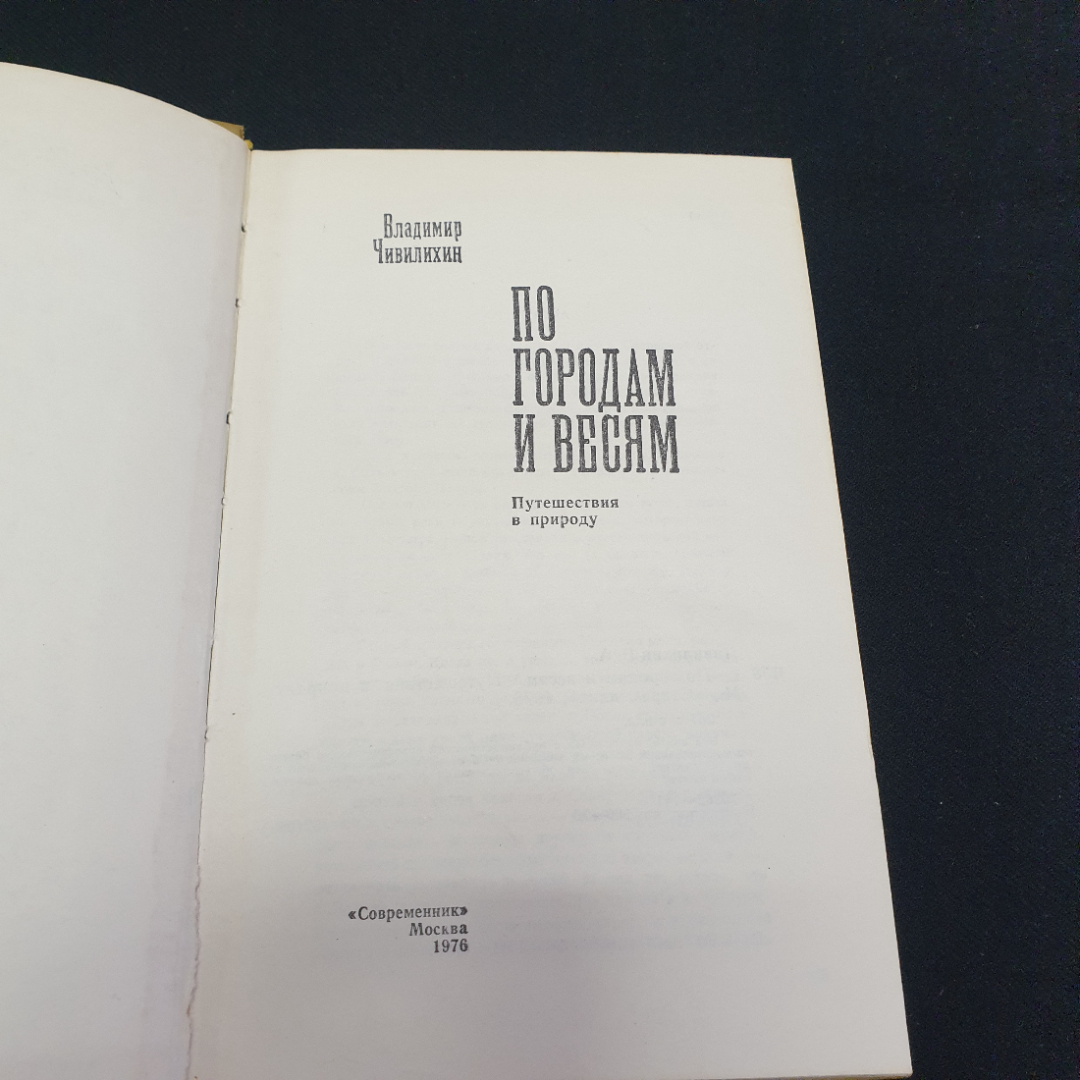 Владимир
Чивилихин
ПО
ГОРОДАМ
И ВЕСЯМ
Путешествия
в природу
«Современник»
Москва
1976